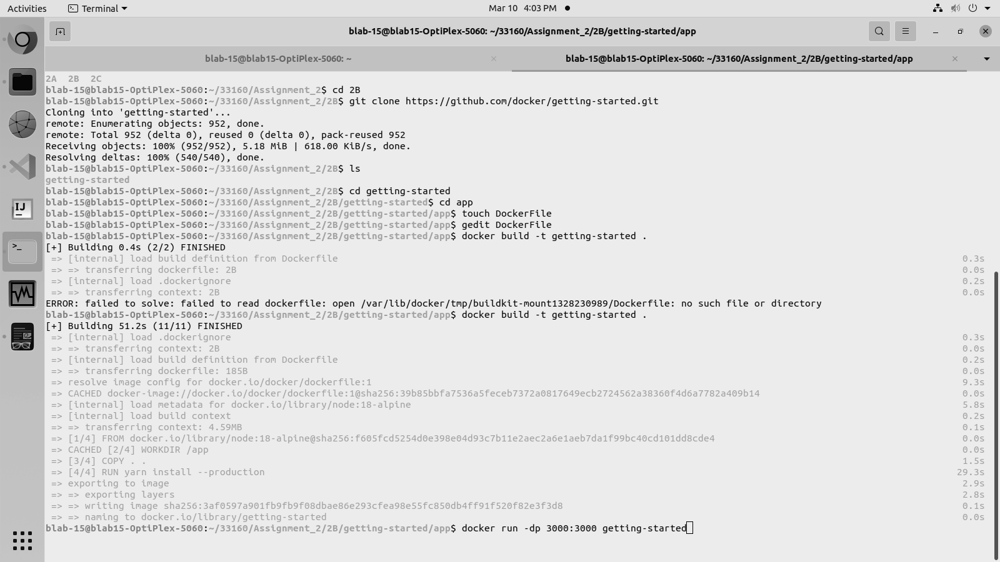 Activities
Terminal
Mar 10 4:03 PM
blab-15@blab15-OptiPlex-5060: ~/33160/Assignment_2/2B/getting-started/app
blab-15@blab15-OptiPlex-5060: ~
blab-15@blab15-OptiPlex-5060: ~/33160/Assignment_2/2B/getting-started/app
2A 2B 2C
blab-15@blab15-OptiPlex-5060:~/33160/Assignment_2$ cd 2B
blab-15@blab15-OptiPlex-5060:~/33160/Assignment_2/2B$ git clone https://github.com/docker/getting-started.git
Cloning into 'getting-started'...
remote: Enumerating objects: 952, done.
remote: Total 952 (delta 0), reused 0 (delta 0), pack-reused 952
Receiving objects: 100% (952/952), 5.18 MiB | 618.00 KiB/s, done.
Resolving deltas: 100% (540/540), done.
blab-15@blab15-OptiPlex-5060:~/33160/Assignment_2/2B$ ls
getting-started
blab-15@blab15-OptiPlex-5060:~/33160/Assignment_2/2B$ cd getting-started
blab-15@blab15-OptiPlex-5060:~/33160/Assignment_2/2B/getting-started$ cd app
blab-15@blab15-OptiPlex-5060:~/33160/Assignment_2/2B/getting-started/app$ touch DockerFile
blab-15@blab15-OptiPlex-5060:~/33160/Assignment_2/2B/getting-started/app$ gedit DockerFile
blab-15@blab15-OptiPlex-5060:~/33160/Assignment_2/2B/getting-started/app$ docker build -t getting-started .
[+] Building 0.4s (2/2) FINISHED
=> [internal] load build definition from Dockerfile 0.3s
=> => transferring dockerfile: 2B 0.0s
=> [internal] load .dockerignore 0.2s
=> => transferring context: 2B 0.0s
ERROR: failed to solve: failed to read dockerfile: open /var/lib/docker/tmp/buildkit-mount1328230989/Dockerfile: no such file or directory
blab-15@blab15-OptiPlex-5060:~/33160/Assignment_2/2B/getting-started/app$ docker build -t getting-started .
[+] Building 51.2s (11/11) FINISHED
=> [internal] load .dockerignore 0.3s
=> => transferring context: 2B 0.0s
=> [internal] load build definition from Dockerfile 0.2s
=> => transferring dockerfile: 185B 0.0s
=> resolve image config for docker.io/docker/dockerfile:1 9.3s
=> CACHED docker-image://docker.io/docker/dockerfile:1@sha256:39b85bbfa7536a5feceb7372a0817649ecb2724562a38360f4d6a7782a409b14 0.0s
=> [internal] load metadata for docker.io/library/node:18-alpine 5.8s
=> [internal] load build context 0.2s
=> => transferring context: 4.59MB 0.1s
=> [1/4] FROM docker.io/library/node:18-alpine@sha256:f605fcd5254d0e398e04d93c7b11e2aec2a6e1aeb7da1f99bc40cd101dd8cde4 0.0s
=> CACHED [2/4] WORKDIR /app 0.0s
=> [3/4] COPY . . 1.5s
=> [4/4] RUN yarn install --production 29.3s
=> exporting to image 2.9s
=> => exporting layers 2.8s
=> => writing image sha256:3af0597a901fb9fb9f08dbae86e293cfea98e55fc850db4ff91f520f82e3f3d8 0.1s
=> => naming to docker.io/library/getting-started 0.0s
blab-15@blab15-OptiPlex-5060:~/33160/Assignment_2/2B/getting-started/app$ docker run -dp 3000:3000 getting-started
IJ
>_